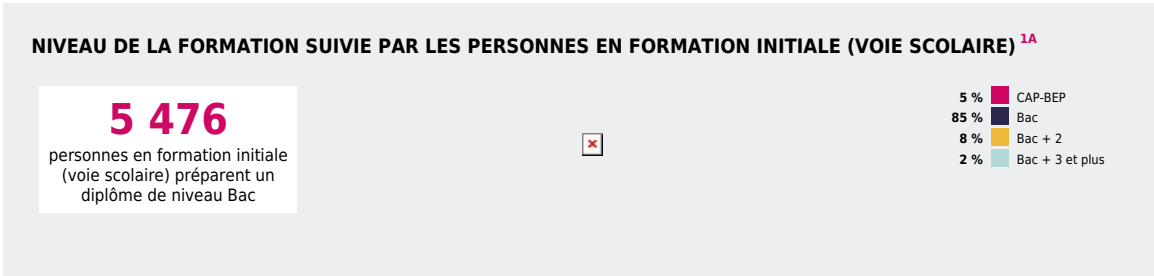 NIVEAU DE LA FORMATION SUIVIE PAR LES PERSONNES EN FORMATION INITIALE (VOIE SCOLAIRE) 1A
5 476
personnes en formation initiale
(voie scolaire) préparent un
diplôme de niveau Bac
5 % CAP-BEP
85 % Bac
8 % Bac + 2
2 % Bac + 3 et plus